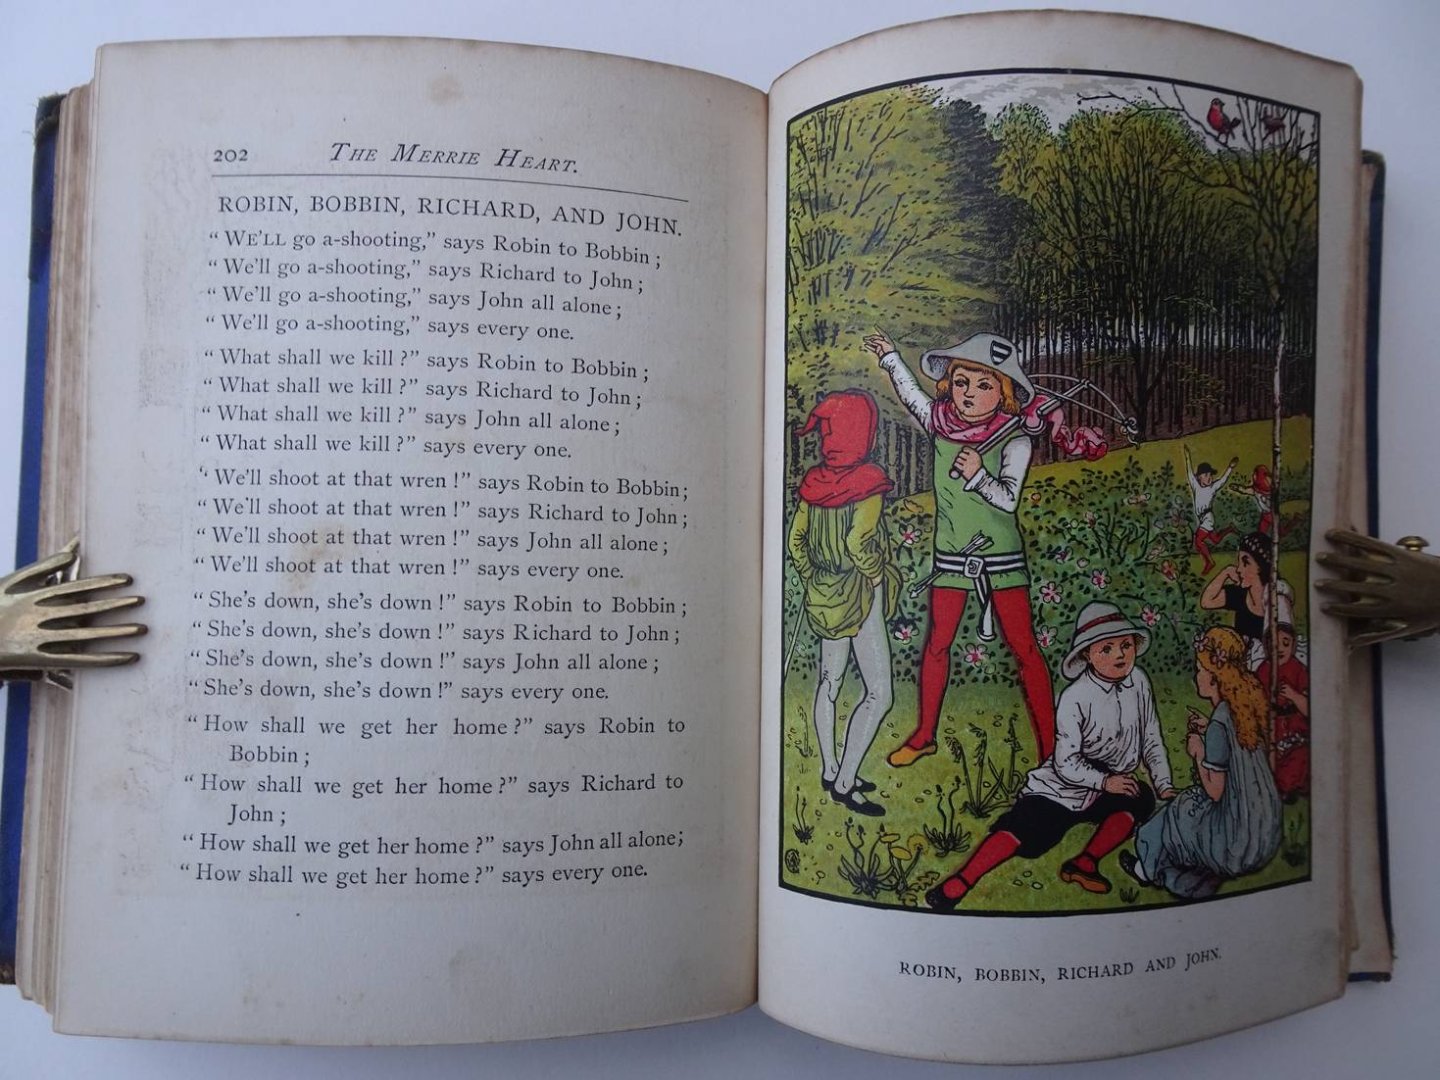 202 THE MERRIE HEART.
ROBIN, BOBBIN, RICHARD, AND JOHN.
“WE'LL go a-shooting,” says Robin to Bobbin;
“We'll go a-shooting,” says Richard to John;
“We'll go a-shooting,” says John all alone;
“We'll go a-shooting,” says every one.
“What shall we kill?” says Robin to Bobbin;
“What shall we kill?” says Richard to John;
“What shall we kill?” says John all alone;
“What shall we kill?” says every one.
“We'll shoot at that wren!” says Robin to Bobbin;
“We'll shoot at that wren!” says Richard to John;
“We'll shoot at that wren!” says John all alone;
“We'll shoot at that wren!” says every one.
“She's down, she's down!” says Robin to Bobbin;
“She's down, she's down!” says Richard to John;
“She's down, she's down!” says John all alone;
“She's down, she's down!” says every one.
“How shall we get her home?” says Robin to
Bobbin;
“How shall we get her home?” says Richard to
John;
“How shall we get her home?” says John all alone;
“How shall we get her home?” says every one.
ROBIN, BOBBIN, RICHARD AND JOHN.